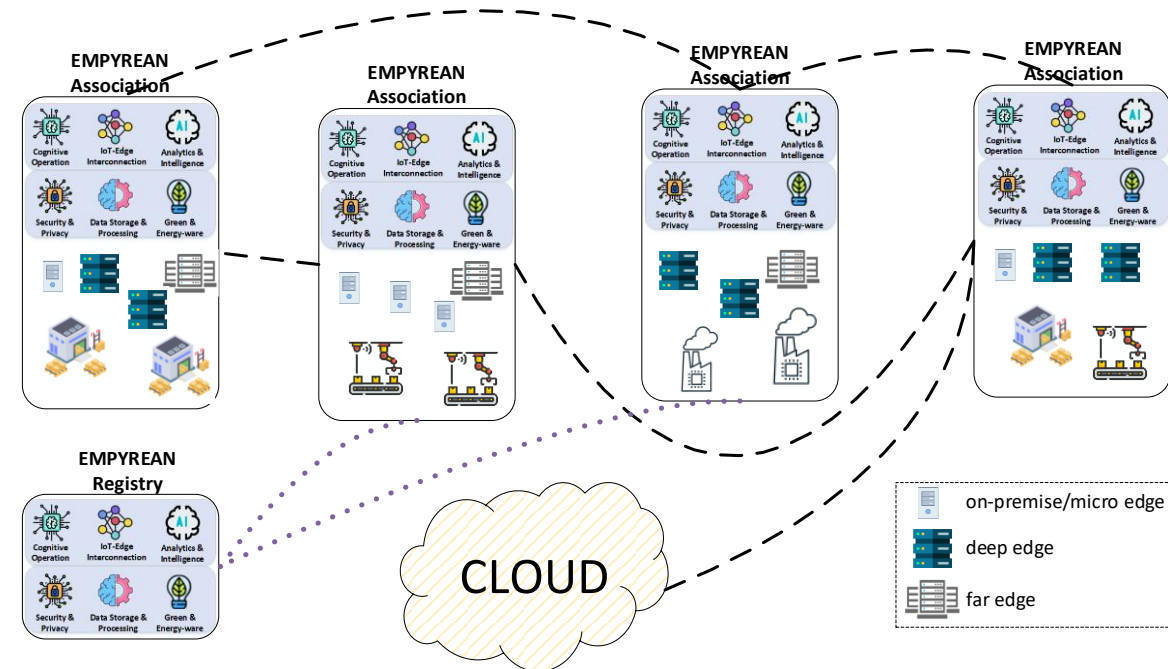 EMPYREAN
Association
Cognitive
Operation
IoT-Edge
Interconnection
Analytics &
Intelligence
Security &
Privacy
Data Storage &
Processing
Green &
Energy-ware
EMPYREAN
Association
Cognitive
Operation
IoT-Edge
Interconnection
Analytics &
Intelligence
Security &
Privacy
Data Storage &
Processing
Green &
Energy-ware
EMPYREAN
Association
Cognitive
Operation
IoT-Edge
Interconnection
Analytics &
Intelligence
Security &
Privacy
Data Storage &
Processing
Green &
Energy-ware
EMPYREAN
Association
Cognitive
Operation
IoT-Edge
Interconnection
Analytics &
Intelligence
Security &
Privacy
Data Storage &
Processing
Green &
Energy-ware
EMPYREAN
Registry
Cognitive
Operation
IoT-Edge
Interconnection
Analytics &
Intelligence
Security &
Privacy
Data Storage &
Processing
Green &
Energy-ware
CLOUD
on-premise/micro edge
deep edge
far edge
AI
AI
AI
AI
AI